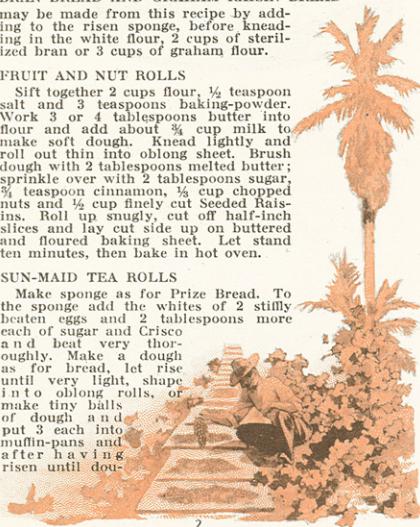 BRAN BREAD AND GRAHAM RAISIN BREAD
may be made from this recipe by add-
ing to the risen sponge, before knead-
ing in the white flour, 2 cups of steril-
ized bran or 3 cups of graham flour.
FRUIT AND NUT ROLLS
Sift together 2 cups flour, ½ teaspoon
salt and 3 teaspoons baking-powder.
Work 3 or 4 tablespoons butter into
flour and add about ¾ cup milk to
make soft dough. Knead lightly and
roll out thin into oblong sheet. Brush
dough with 2 tablespoons melted butter;
sprinkle over with 2 tablespoons sugar,
¾ teaspoon cinnamon, ⅓ cup chopped
nuts and ½ cup finely cut Seeded Rais-
ins. Roll up snugly, cut off half-inch
slices and lay cut side up on buttered
and floured baking sheet. Let stand
ten minutes, then bake in hot oven.
SUN-MAID TEA ROLLS
Make sponge as for Prize Bread. To
the sponge add the whites of 2 stiffly
beaten eggs and 2 tablespoons more
each of sugar and Crisco
and beat very thor-
oughly. Make a dough
as for bread, let rise
until very light, shape
into oblong rolls, or
make tiny balls
of dough and
put 3 each into
muffin-pans and
after having
risen until dou-
2